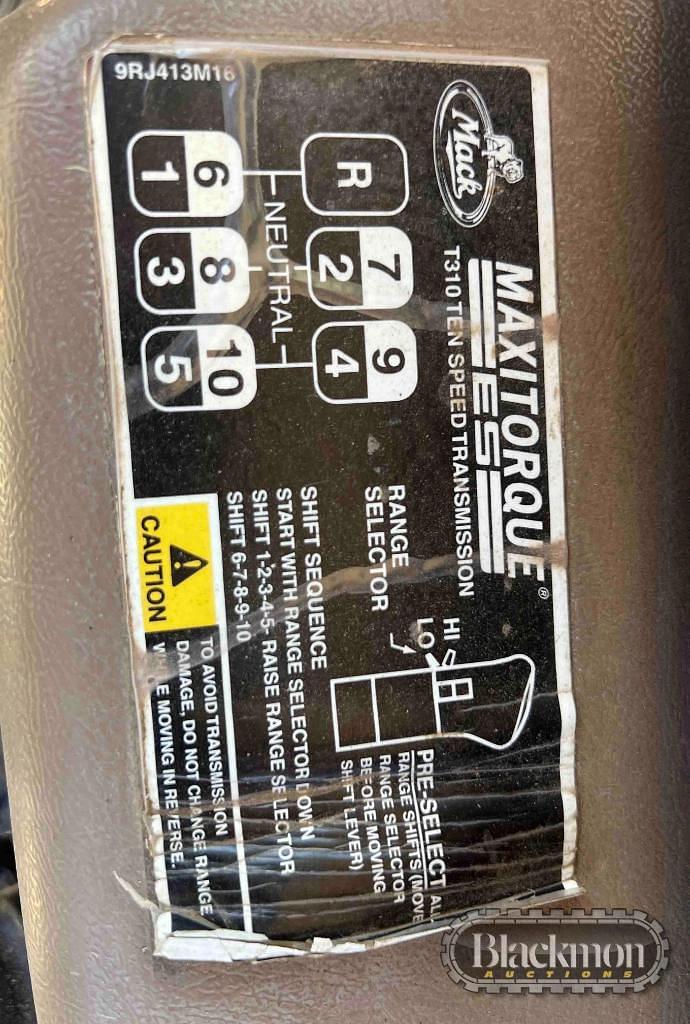 9RJ413M16
Mack
MAXITORQUE®
ES
T310 TEN SPEED TRANSMISSION
R 7 9
2 4
NEUTRAL
6 8 10
1 3 5
RANGE
SELECTOR
HI
LO
PRE-SELECT ALL
RANGE SHIFTS (MOVE
RANGE SELECTOR
BEFORE MOVING
SHIFT LEVER)
SHIFT SEQUENCE
START WITH RANGE SELECTOR DOWN
SHIFT 1-2-3-4-5- RAISE RANGE SELECTOR
SHIFT 6-7-8-9-10
CAUTION
TO AVOID TRANSMISSION
DAMAGE, DO NOT CHANGE RANGE
WHILE MOVING IN REVERSE.
Blackmon
AUCTIONS